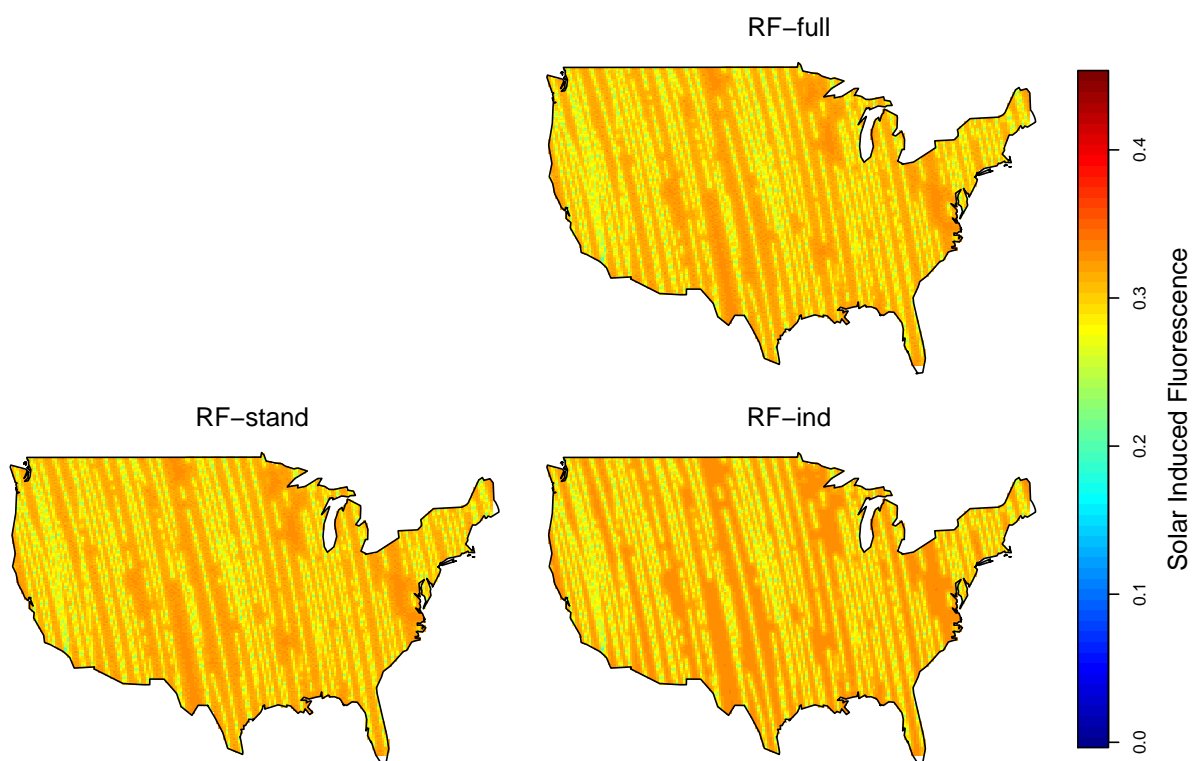 RF−full
RF−stand
RF−ind
0.4
0.3
0.2
0.1
0.0
Solar Induced Fluorescence